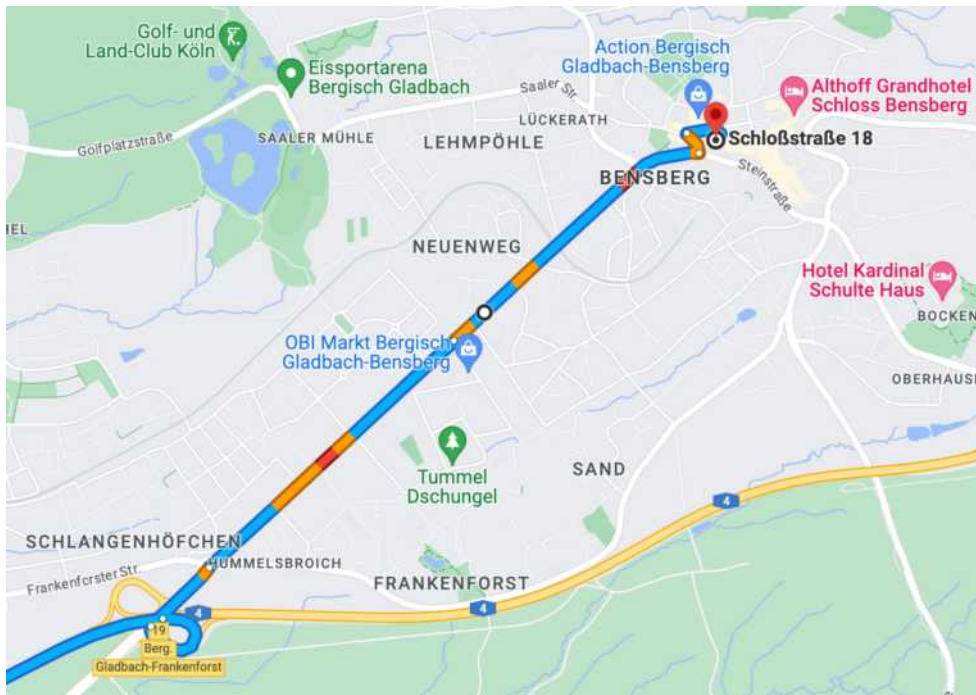 Golf- und
Land-Club Köln
Eissportarena
Bergisch Gladbach
Action Bergisch
Gladbach-Bensberg
Althoff Grandhotel
Schloss Bensberg
Saaler Str.
LÜCKERATH
Golfplatzstraße
SAALER MÜHLE
LEHMPÖHLE
Schloßstraße 18
BENSBERG
Steinstraße
HEL
NEUENWEG
Hotel Kardinal
Schulte Haus
BOCKEN
OBI Markt Bergisch
Gladbach-Bensberg
OBERHAUS
SAND
Tummel
Dschungel
4
SCHLANGENHÖFCHEN
HUMMELSBROICH
Frankenforster Str.
FRANKENFORST
4
4
19
Berg.
Gladbach-Frankenforst